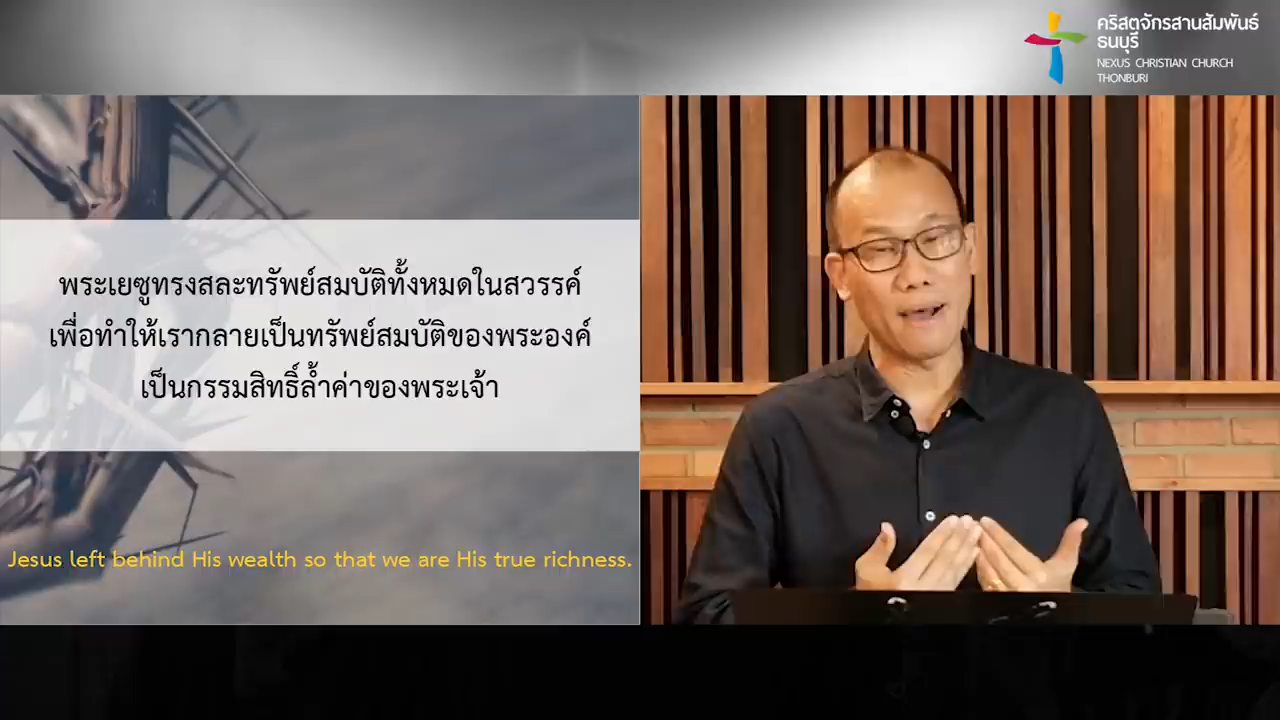 คริสตจักรสานสัมพันธ์
ธนบุรี
NEXUS CHRISTIAN CHURCH
THONBURI
พระเยซูทรงสละทรัพย์สมบัติทั้งหมดในสวรรค์
เพื่อทำให้เรากลายเป็นทรัพย์สมบัติของพระองค์
เป็นกรรมสิทธิ์ล้ำค่าของพระเจ้า
Jesus left behind His wealth so that we are His true richness.